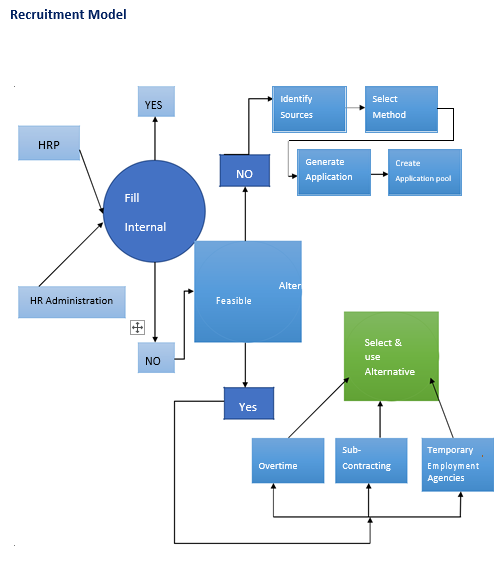 Recruitment Model
YES
Identify
Sources
Select
Method
HRP
Generate
Application
Create
Application pool
NO
Fill
Internal
Altern
Feasible
HR Administration
NO
Select &
use
Alternative
Yes
Overtime
Sub-
Contracting
Temporary
Employment
Agencies